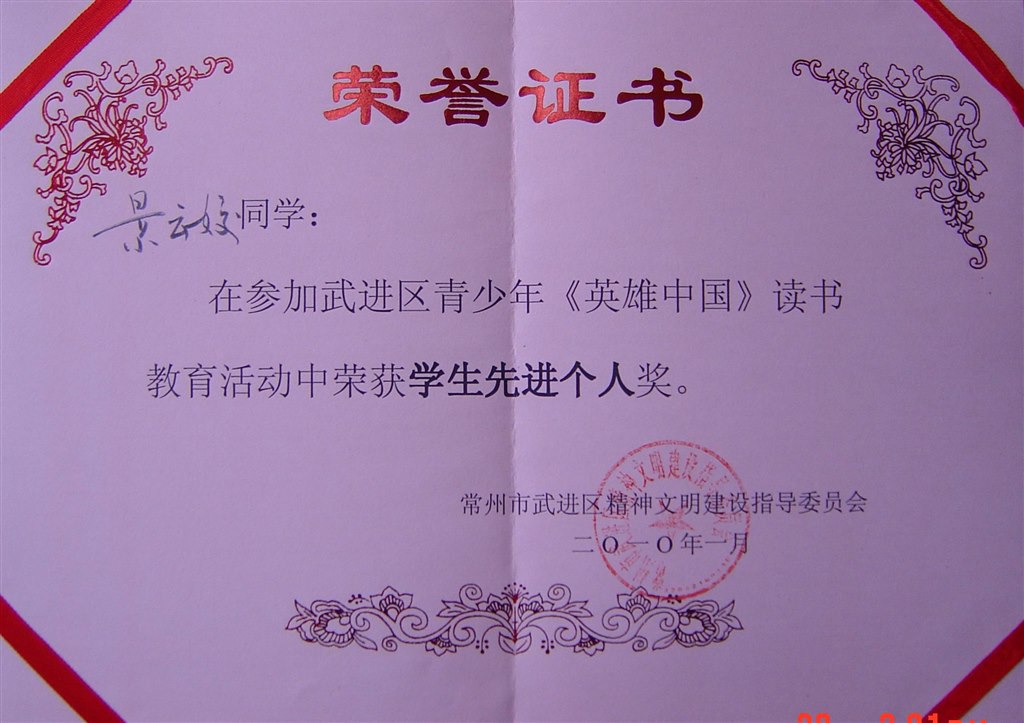 荣誉证书
景云姣同学：
在参加武进区青少年《英雄中国》读书
教育活动中荣获学生先进个人奖。
常州市武进区精神文明建设指导委员会
二〇一〇年一月